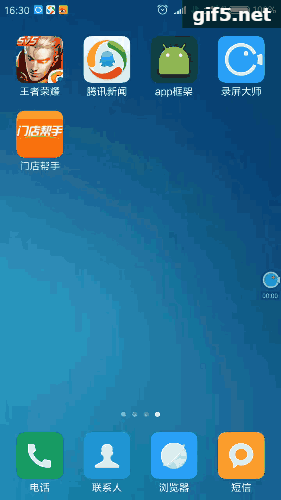 16:30
100%
gif5.net
5V5
王者荣耀
腾讯新闻
app框架
录屏大师
门店帮手
门店帮手
00:00
电话
联系人
浏览器
短信